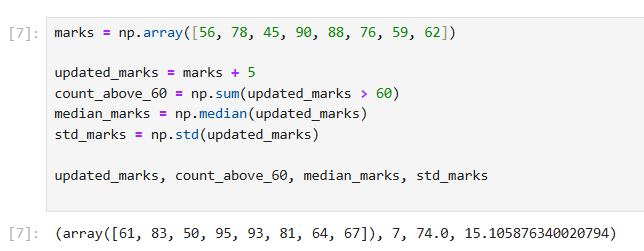 [7]: marks = np.array([56, 78, 45, 90, 88, 76, 59, 62])
updated_marks = marks + 5
count_above_60 = np.sum(updated_marks > 60)
median_marks = np.median(updated_marks)
std_marks = np.std(updated_marks)
updated_marks, count_above_60, median_marks, std_marks
[7]: (array([61, 83, 50, 95, 93, 81, 64, 67]), 7, 74.0, 15.105876340020794)